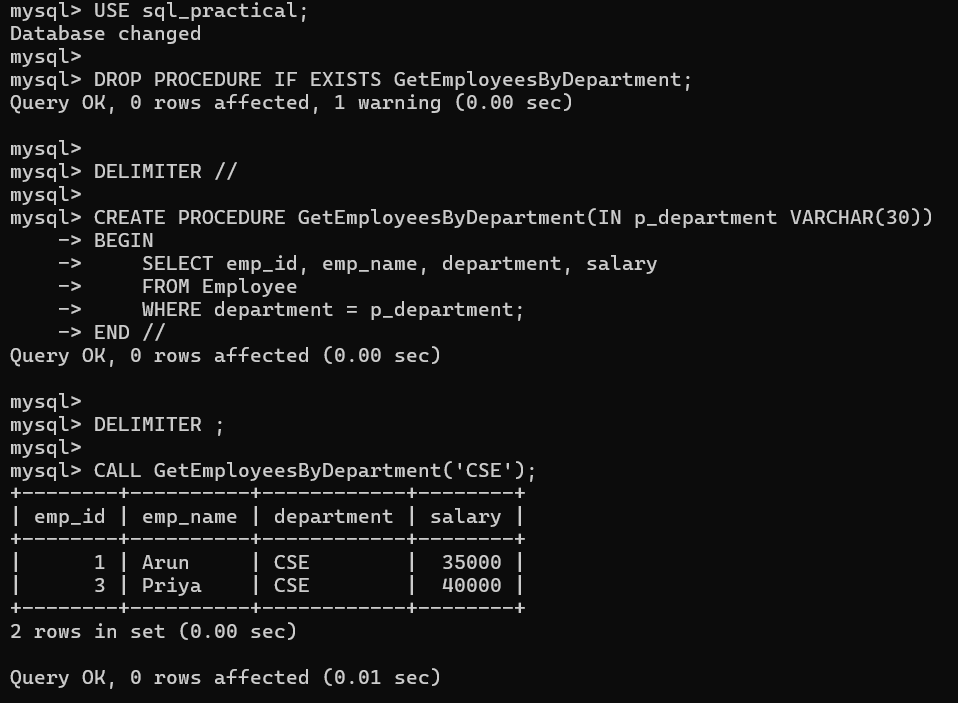 mysql> USE sql_practical;
Database changed
mysql>
mysql> DROP PROCEDURE IF EXISTS GetEmployeesByDepartment;
Query OK, 0 rows affected, 1 warning (0.00 sec)

mysql>
mysql> DELIMITER //
mysql>
mysql> CREATE PROCEDURE GetEmployeesByDepartment(IN p_department VARCHAR(30))
    -> BEGIN
    ->     SELECT emp_id, emp_name, department, salary
    ->     FROM Employee
    ->     WHERE department = p_department;
    -> END //
Query OK, 0 rows affected (0.00 sec)

mysql>
mysql> DELIMITER ;
mysql>
mysql> CALL GetEmployeesByDepartment('CSE');
+--------+----------+------------+--------+
| emp_id | emp_name | department | salary |
+--------+----------+------------+--------+
|      1 | Arun     | CSE        |  35000 |
|      3 | Priya    | CSE        |  40000 |
+--------+----------+------------+--------+
2 rows in set (0.00 sec)

Query OK, 0 rows affected (0.01 sec)